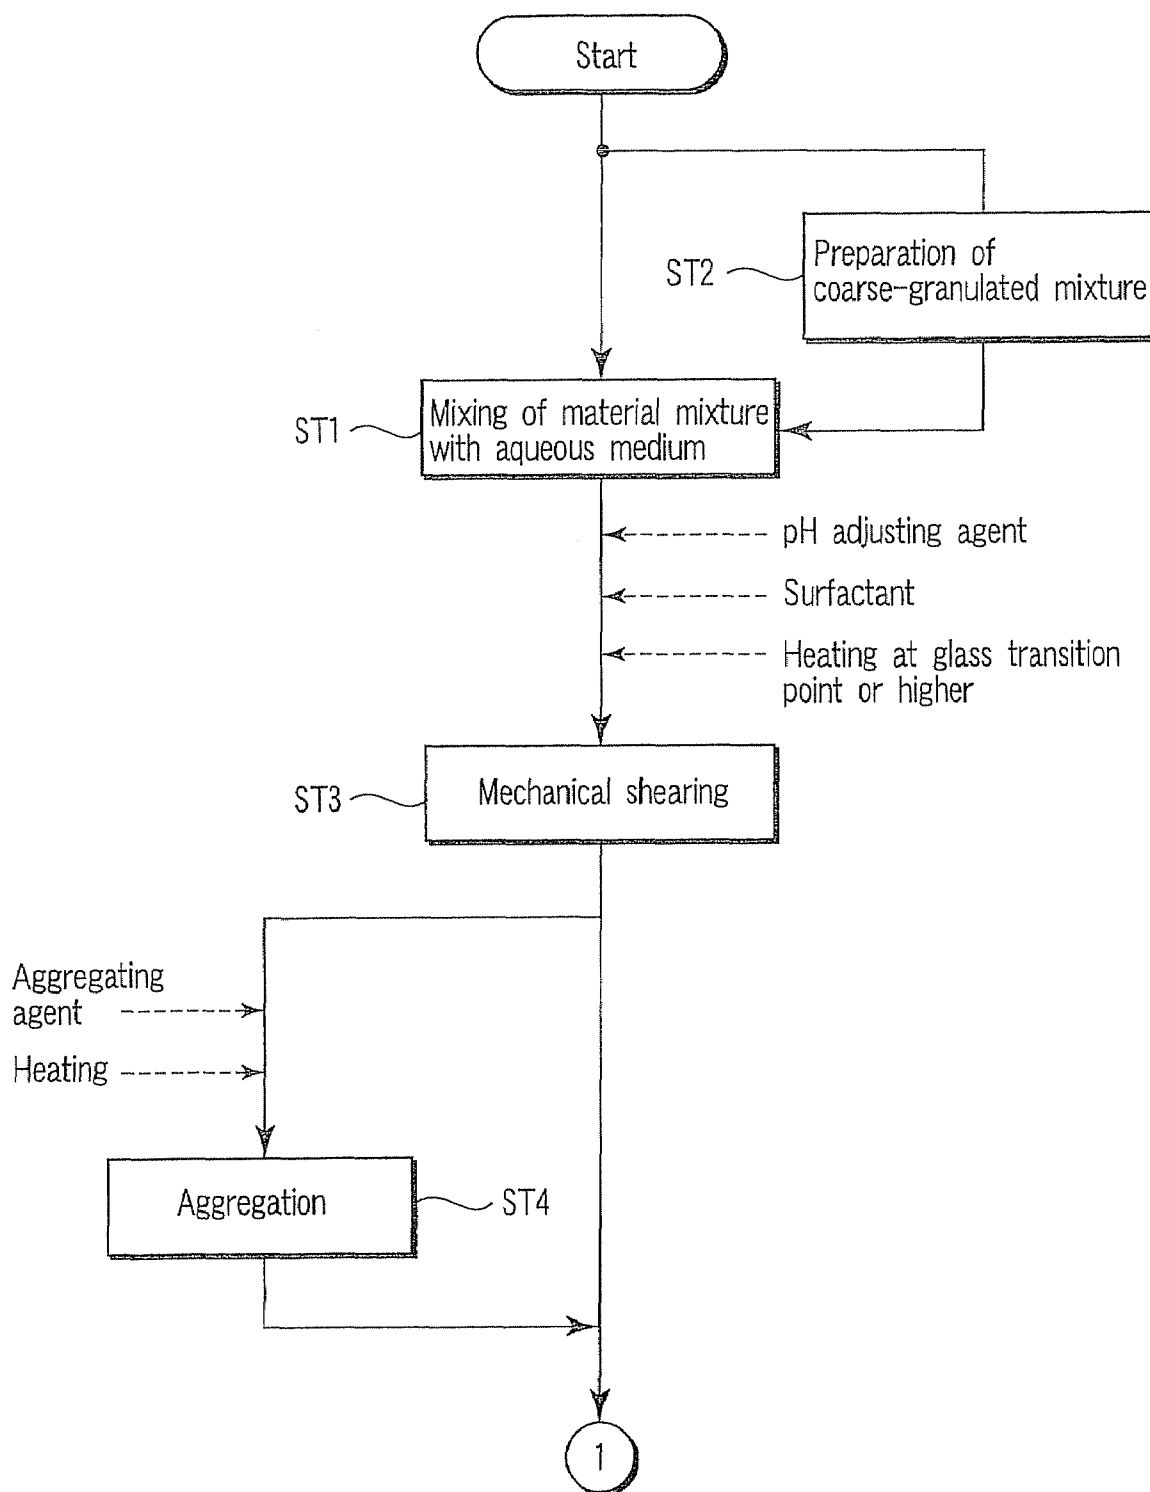 Start
ST2
Preparation of
coarse-granulated mixture
ST1
Mixing of material mixture
with aqueous medium
pH adjusting agent
Surfactant
Heating at glass transition
point or higher
ST3
Mechanical shearing
Aggregating
agent
Heating
Aggregation
ST4
1